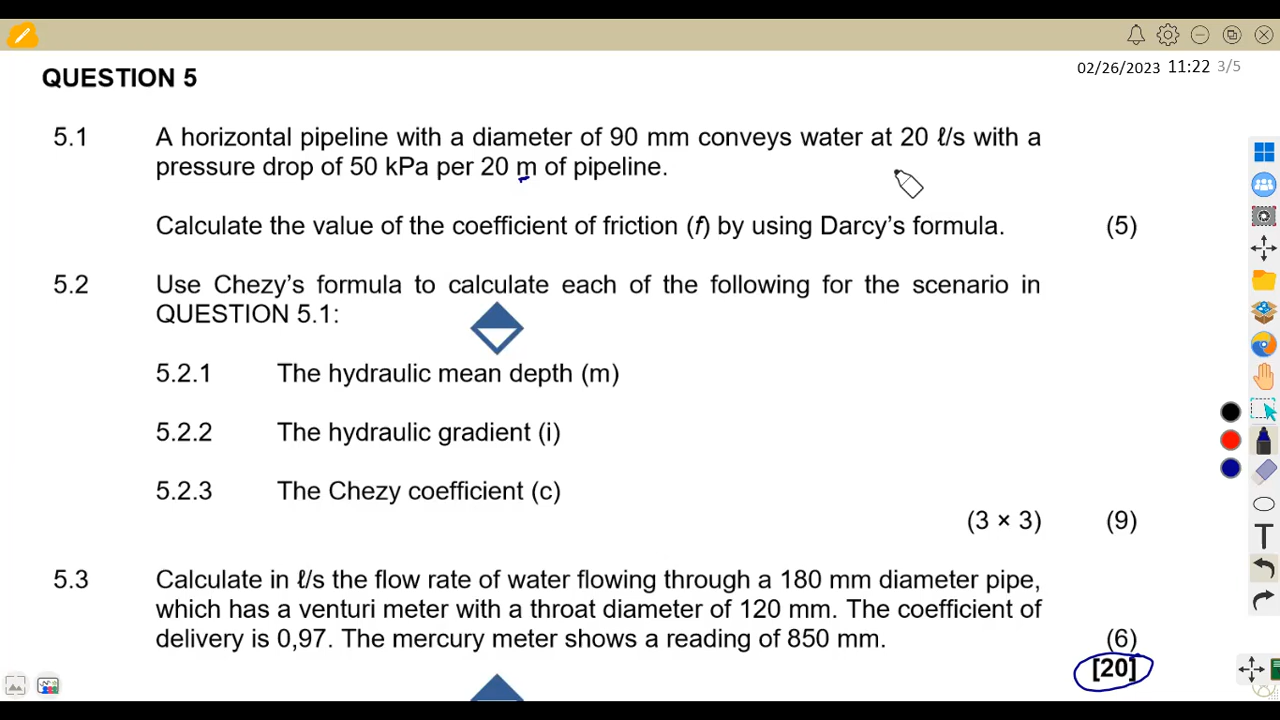 02/26/2023 11:22 3/5
QUESTION 5
5.1 A horizontal pipeline with a diameter of 90 mm conveys water at 20 ℓ/s with a
pressure drop of 50 kPa per 20 m of pipeline.
Calculate the value of the coefficient of friction (f) by using Darcy’s formula. (5)
5.2 Use Chezy’s formula to calculate each of the following for the scenario in
QUESTION 5.1:
5.2.1 The hydraulic mean depth (m)
5.2.2 The hydraulic gradient (i)
5.2.3 The Chezy coefficient (c)
(3 × 3) (9)
5.3 Calculate in ℓ/s the flow rate of water flowing through a 180 mm diameter pipe,
which has a venturi meter with a throat diameter of 120 mm. The coefficient of
delivery is 0,97. The mercury meter shows a reading of 850 mm. (6)
[20]
T